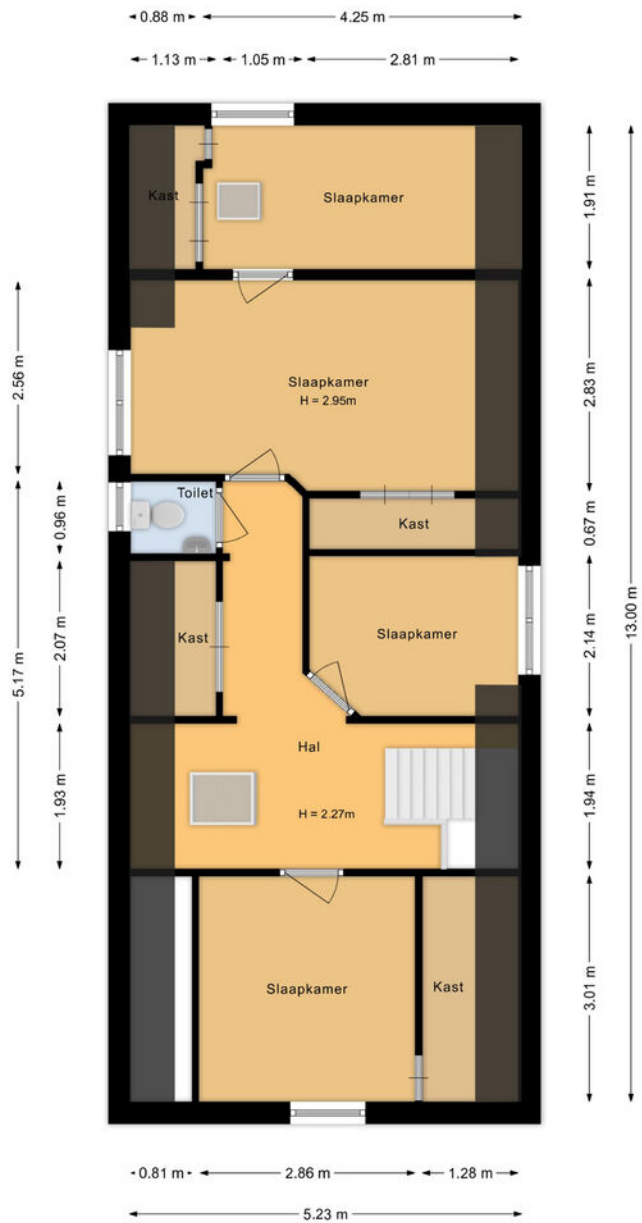 0.88 m
4.25 m
1.13 m
1.05 m
2.81 m
Kast
Slaapkamer
1.91 m
2.56 m
Slaapkamer
H = 2.95m
2.83 m
13.00 m
Toilet
0.96 m
Kast
0.67 m
5.17 m
2.07 m
Kast
Slaapkamer
2.14 m
Hal
1.93 m
H = 2.27m
1.94 m
Slaapkamer
Kast
3.01 m
0.81 m
2.86 m
1.28 m
5.23 m